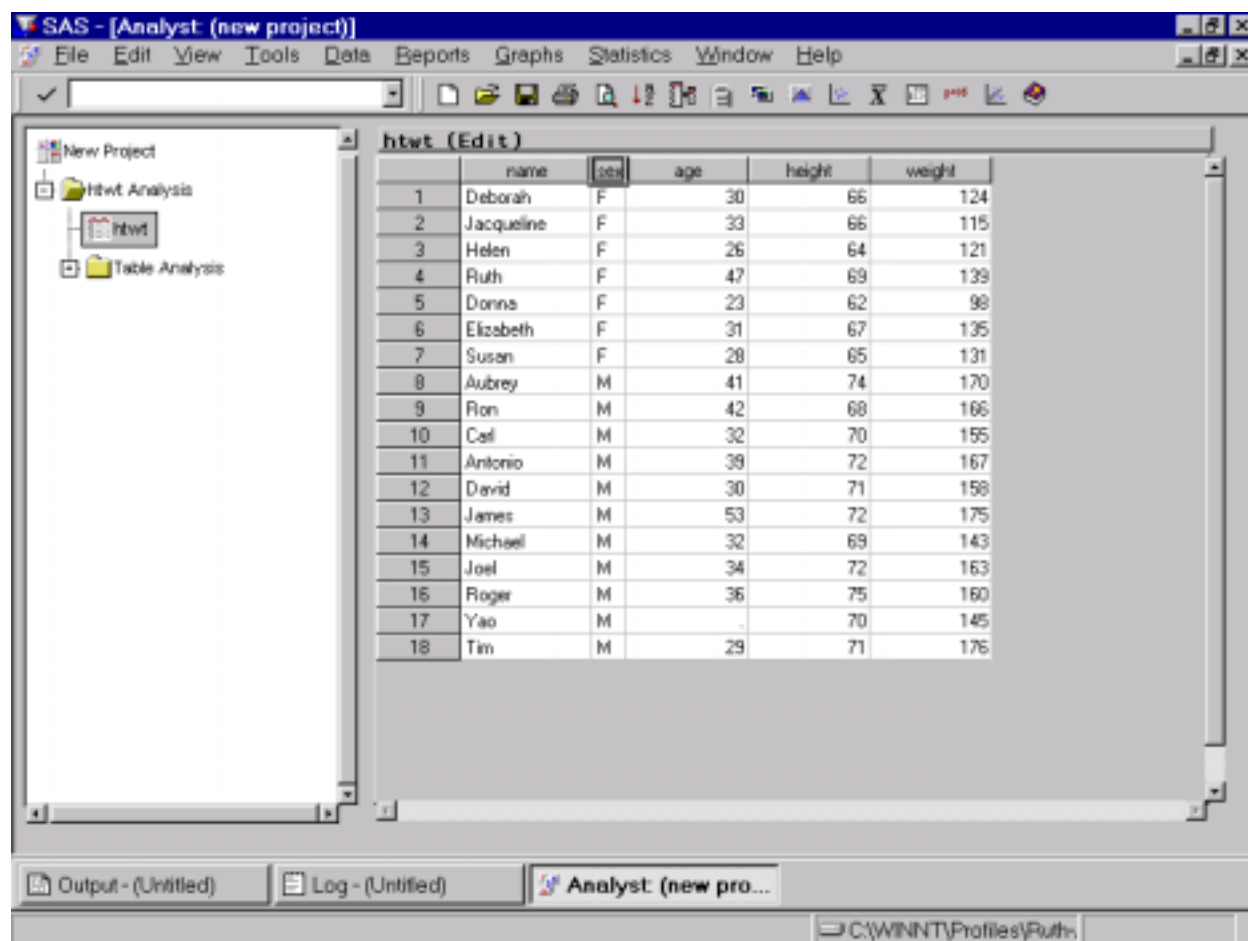 SAS - [Analyst: (new project)]
File Edit View Tools Data Reports Graphs Statistics Window Help
New Project
htwt Analysis
htwt
Table Analysis
htwt (Edit)
name sex age height weight
1 Deborah F 30 66 124
2 Jacqueline F 33 66 115
3 Helen F 26 64 121
4 Ruth F 47 69 139
5 Donna F 23 62 98
6 Elizabeth F 31 67 135
7 Susan F 28 65 131
8 Aubrey M 41 74 170
9 Ron M 42 68 166
10 Carl M 32 70 155
11 Antonio M 39 72 167
12 David M 30 71 158
13 James M 53 72 175
14 Michael M 32 69 143
15 Joel M 34 72 163
16 Roger M 36 75 160
17 Yao M . 70 145
18 Tim M 29 71 176
Output - (Untitled) Log - (Untitled) Analyst: (new pro...
C:\WINNT\Profiles\Ruth